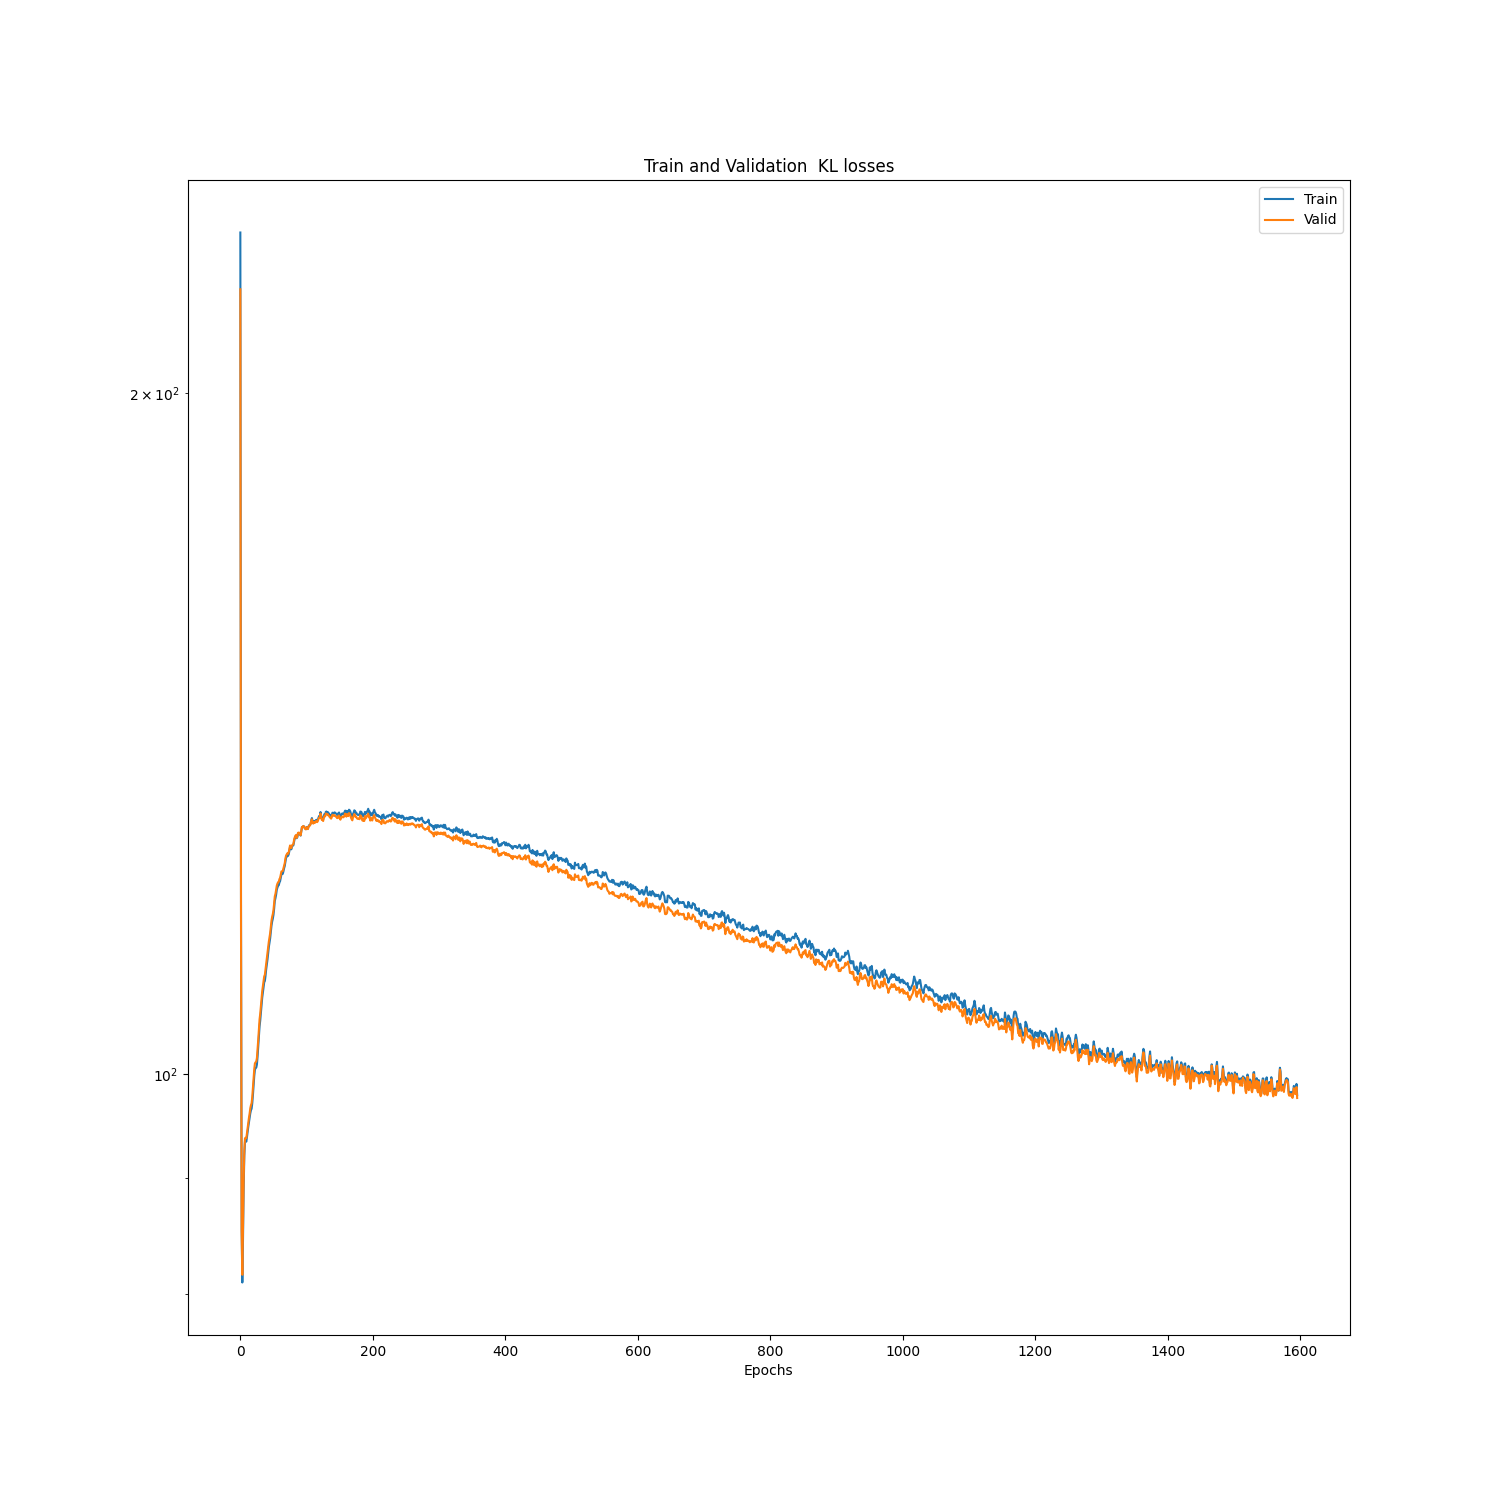 Train and Validation  KL losses
Train
Valid
2 × 10²
10²
0 200 400 600 800 1000 1200 1400 1600
Epochs